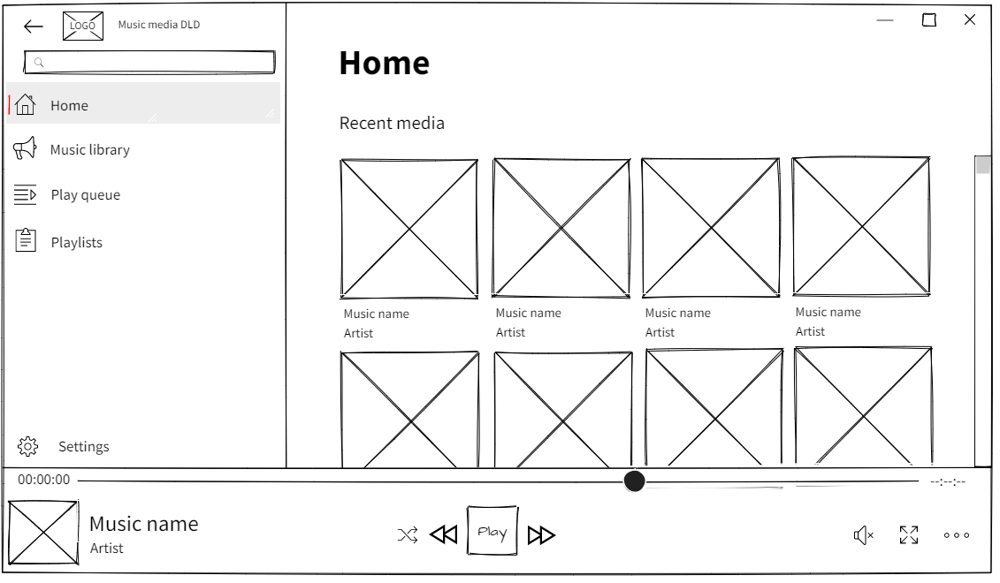 LOGO
Music media DLD
Home
Music library
Play queue
Playlists
Settings
Home
Recent media
Music name
Artist
Music name
Artist
Music name
Artist
Music name
Artist
00:00:00
--:--:--
Music name
Artist
Play